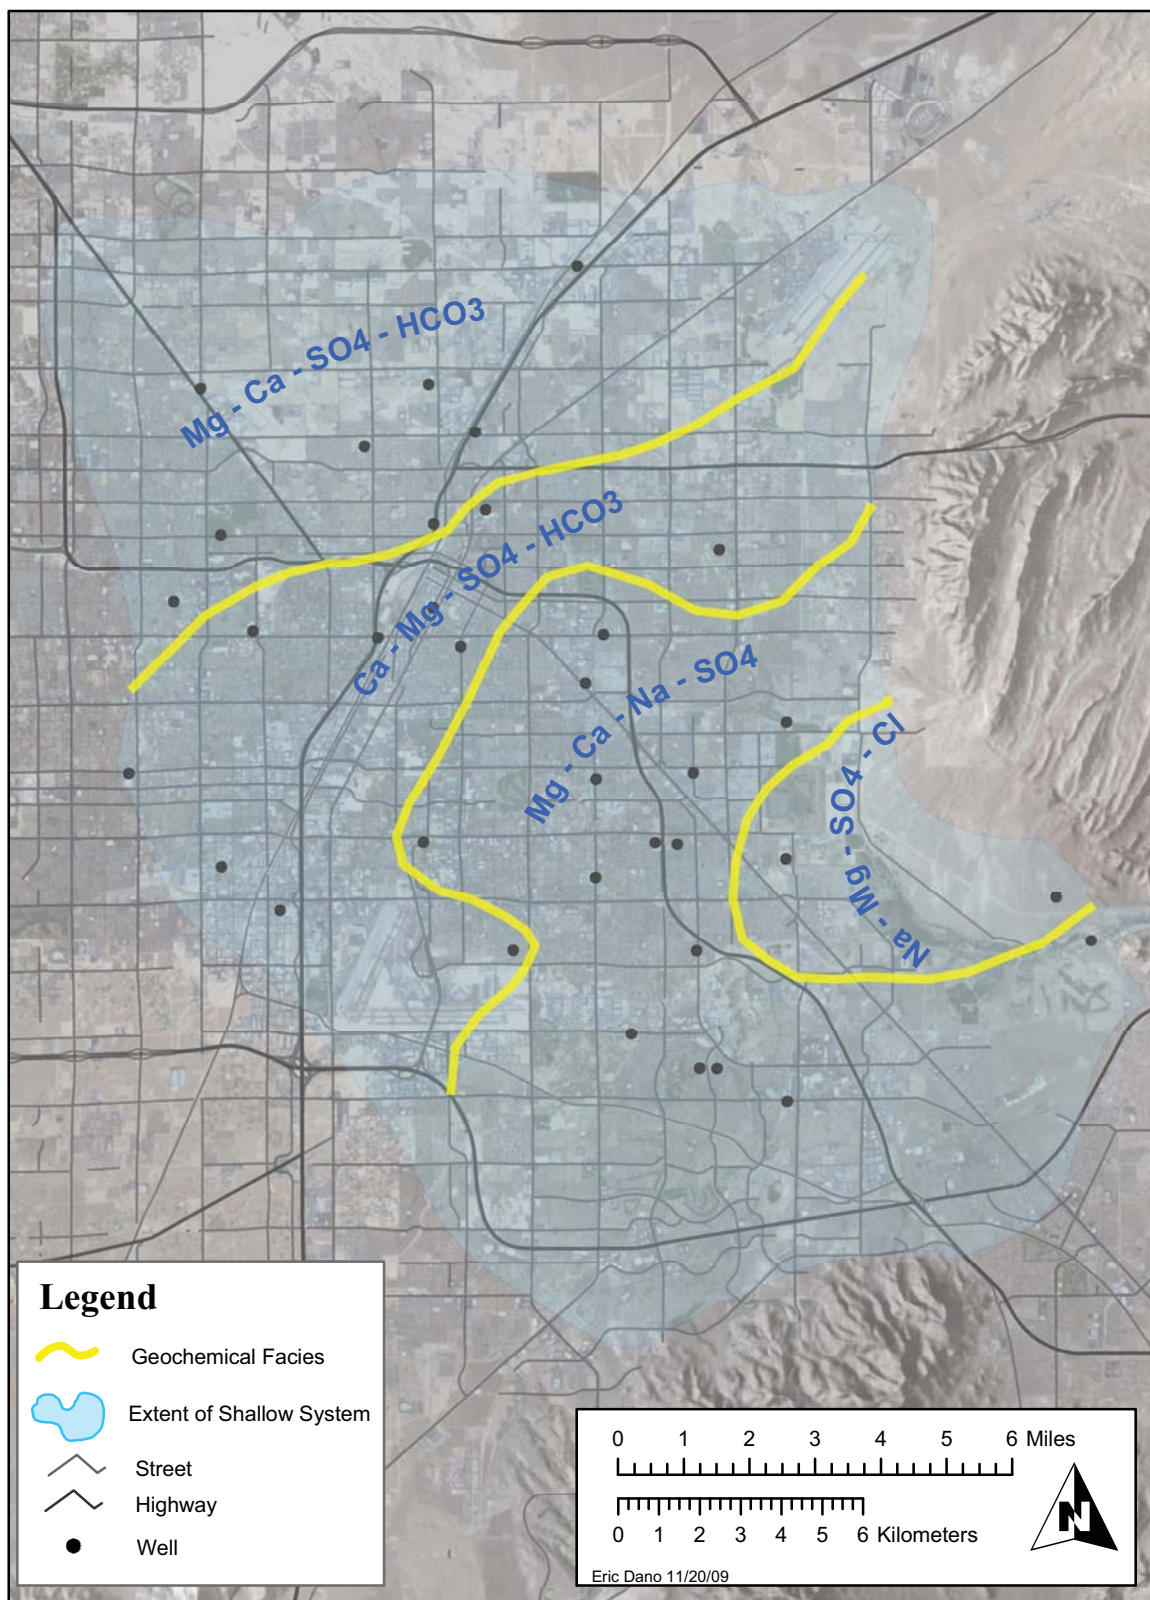 Mg - Ca - SO4 - HCO3
Ca - Mg - SO4 - HCO3
Mg - Ca - Na - SO4
Na - Mg - SO4 - Cl
Legend
Geochemical Facies
Extent of Shallow System
Street
Highway
Well
0 1 2 3 4 5 6 Miles
0 1 2 3 4 5 6 Kilometers
N
Eric Dano 11/20/09